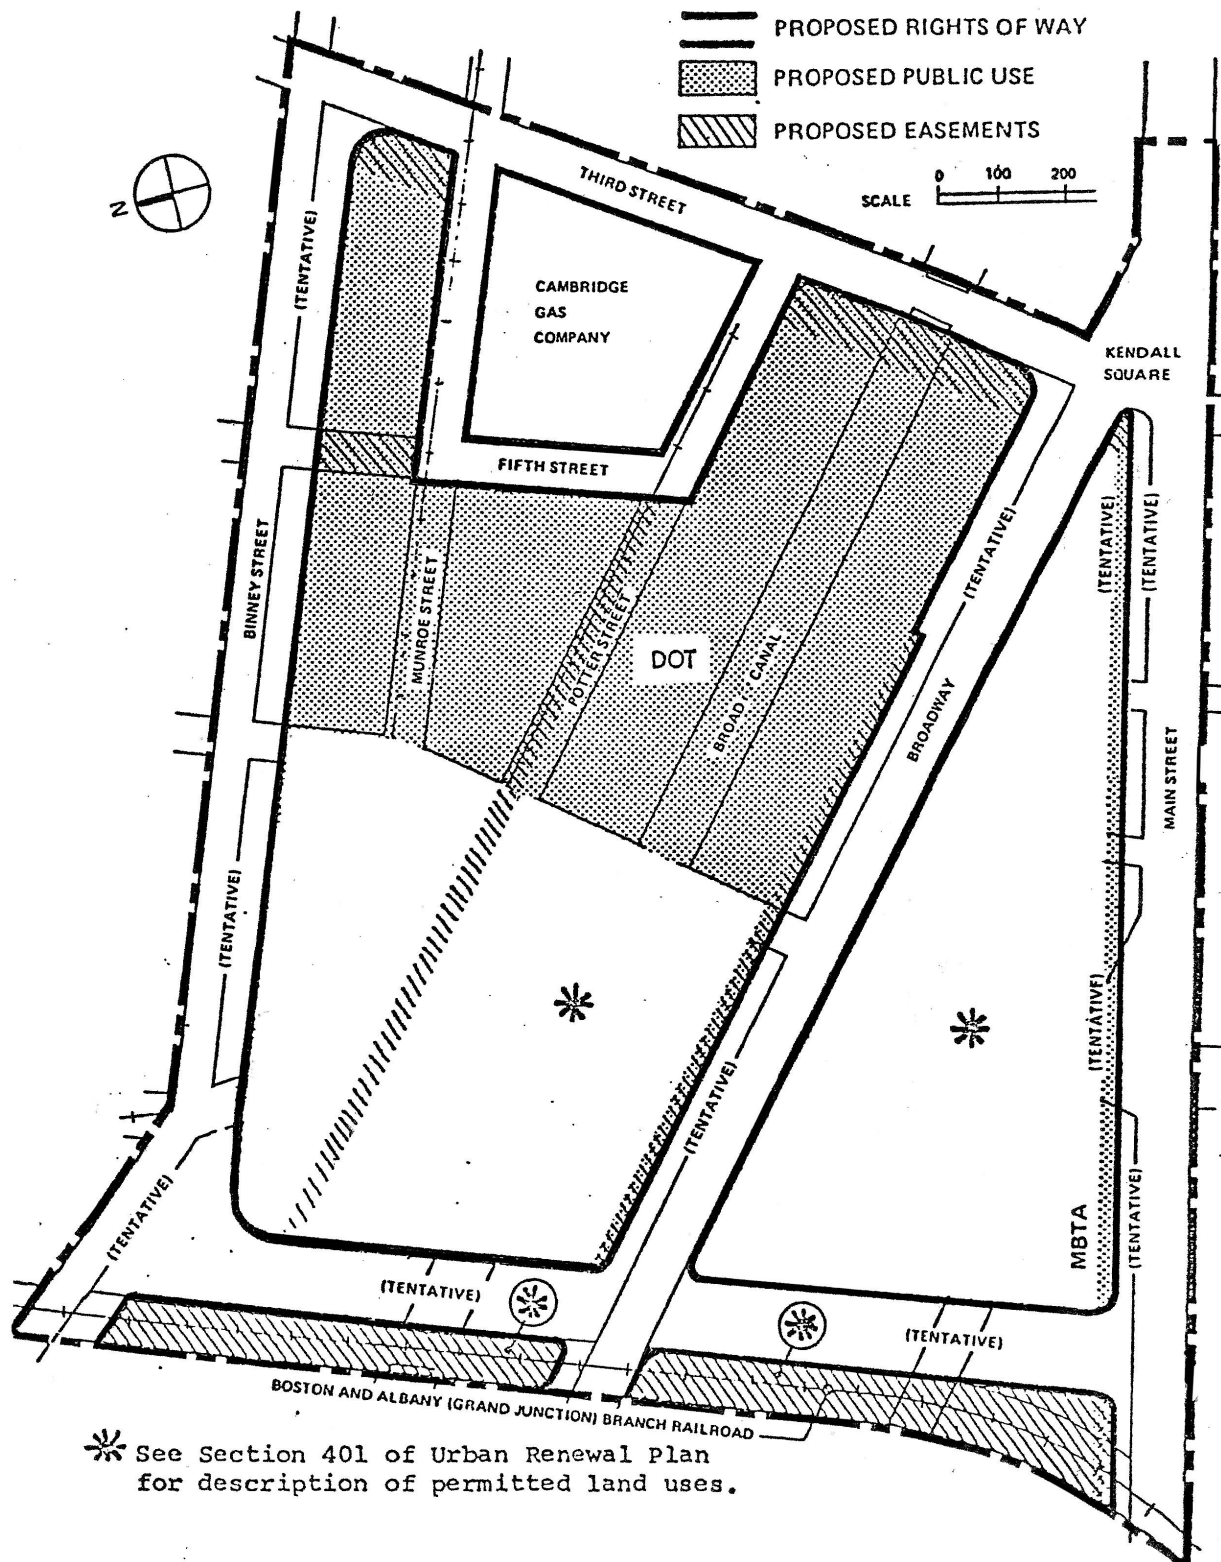 PROPOSED RIGHTS OF WAY
PROPOSED PUBLIC USE
PROPOSED EASEMENTS
SCALE
0 100 200
N
THIRD STREET
(TENTATIVE)
CAMBRIDGE
GAS
COMPANY
KENDALL
SQUARE
FIFTH STREET
BINNEY STREET
MUNROE STREET
POTTER STREET
DOT
BROAD CANAL
(TENTATIVE)
BROADWAY
(TENTATIVE)
(TENTATIVE)
MAIN STREET
(TENTATIVE)
(TENTATIVE)
(TENTATIVE)
(TENTATIVE)
(TENTATIVE)
MBTA
(TENTATIVE)
(TENTATIVE)
(TENTATIVE)
BOSTON AND ALBANY (GRAND JUNCTION) BRANCH RAILROAD
See Section 401 of Urban Renewal Plan
for description of permitted land uses.